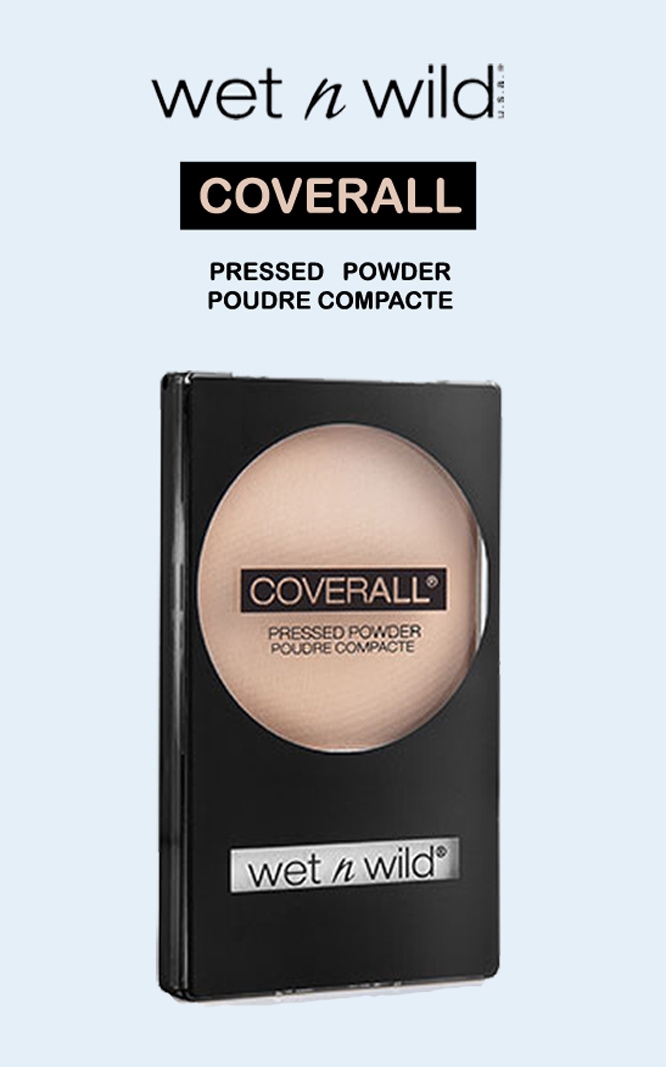 wet n wild® u.s.a.
COVERALL
PRESSED POWDER
POUDRE COMPACTE
COVERALL®
PRESSED POWDER
POUDRE COMPACTE
wet n wild®